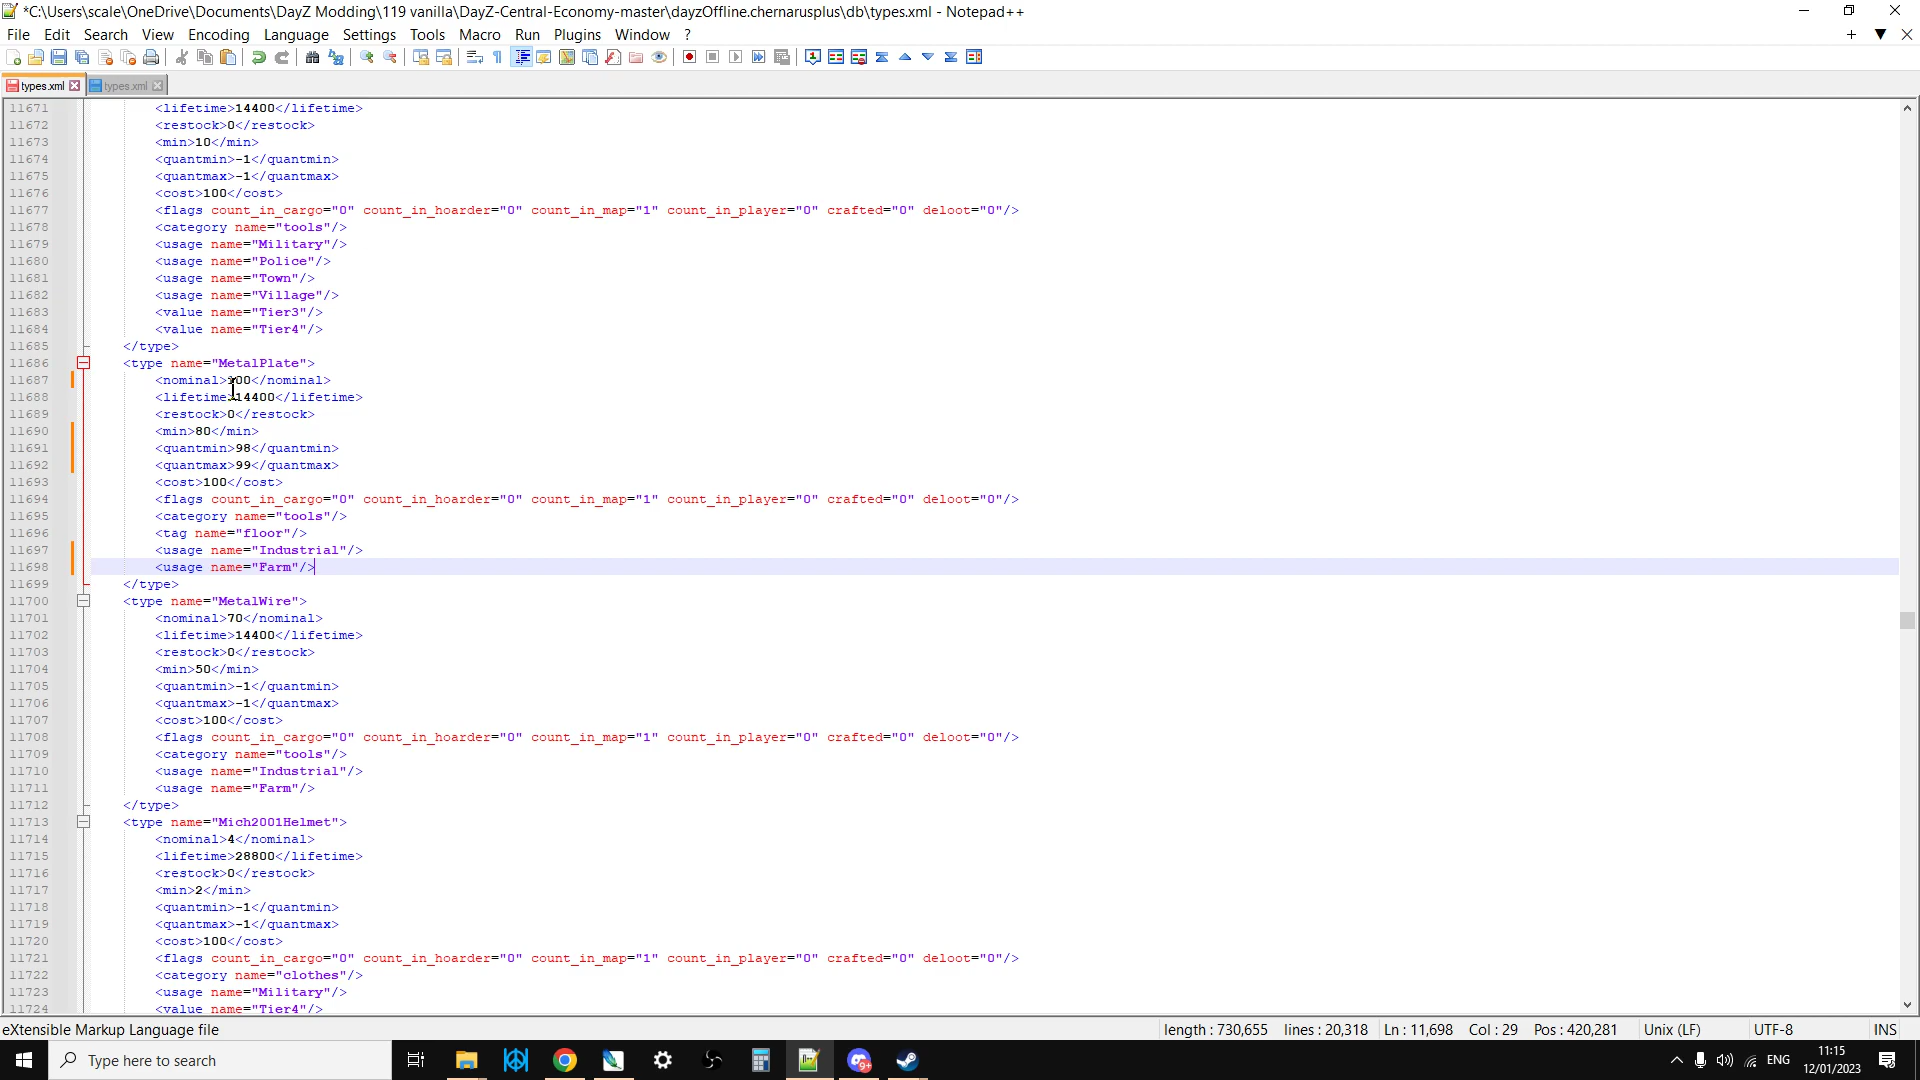 *C:\Users\scale\OneDrive\Documents\DayZ Modding\119 vanilla\DayZ-Central-Economy-master\dayzOffline.chernarusplus\db\types.xml - Notepad++
File Edit Search View Encoding Language Settings Tools Macro Run Plugins Window ?
types.xml types.xml
11671 <lifetime>14400</lifetime>
11672 <restock>0</restock>
11673 <min>10</min>
11674 <quantmin>-1</quantmin>
11675 <quantmax>-1</quantmax>
11676 <cost>100</cost>
11677 <flags count_in_cargo="0" count_in_hoarder="0" count_in_map="1" count_in_player="0" crafted="0" deloot="0"/>
11678 <category name="tools"/>
11679 <usage name="Military"/>
11680 <usage name="Police"/>
11681 <usage name="Town"/>
11682 <usage name="Village"/>
11683 <value name="Tier3"/>
11684 <value name="Tier4"/>
11685 </type>
11686 <type name="MetalPlate">
11687 <nominal>100</nominal>
11688 <lifetime>14400</lifetime>
11689 <restock>0</restock>
11690 <min>80</min>
11691 <quantmin>98</quantmin>
11692 <quantmax>99</quantmax>
11693 <cost>100</cost>
11694 <flags count_in_cargo="0" count_in_hoarder="0" count_in_map="1" count_in_player="0" crafted="0" deloot="0"/>
11695 <category name="tools"/>
11696 <tag name="floor"/>
11697 <usage name="Industrial"/>
11698 <usage name="Farm"/>
11699 </type>
11700 <type name="MetalWire">
11701 <nominal>70</nominal>
11702 <lifetime>14400</lifetime>
11703 <restock>0</restock>
11704 <min>50</min>
11705 <quantmin>-1</quantmin>
11706 <quantmax>-1</quantmax>
11707 <cost>100</cost>
11708 <flags count_in_cargo="0" count_in_hoarder="0" count_in_map="1" count_in_player="0" crafted="0" deloot="0"/>
11709 <category name="tools"/>
11710 <usage name="Industrial"/>
11711 <usage name="Farm"/>
11712 </type>
11713 <type name="Mich2001Helmet">
11714 <nominal>4</nominal>
11715 <lifetime>28800</lifetime>
11716 <restock>0</restock>
11717 <min>2</min>
11718 <quantmin>-1</quantmin>
11719 <quantmax>-1</quantmax>
11720 <cost>100</cost>
11721 <flags count_in_cargo="0" count_in_hoarder="0" count_in_map="1" count_in_player="0" crafted="0" deloot="0"/>
11722 <category name="clothes"/>
11723 <usage name="Military"/>
11724 <value name="Tier4"/>
eXtensible Markup Language file length : 730,655 lines : 20,318 Ln : 11,698 Col : 29 Pos : 420,281 Unix (LF) UTF-8 INS
Type here to search 9+ ENG 11:15
12/01/2023